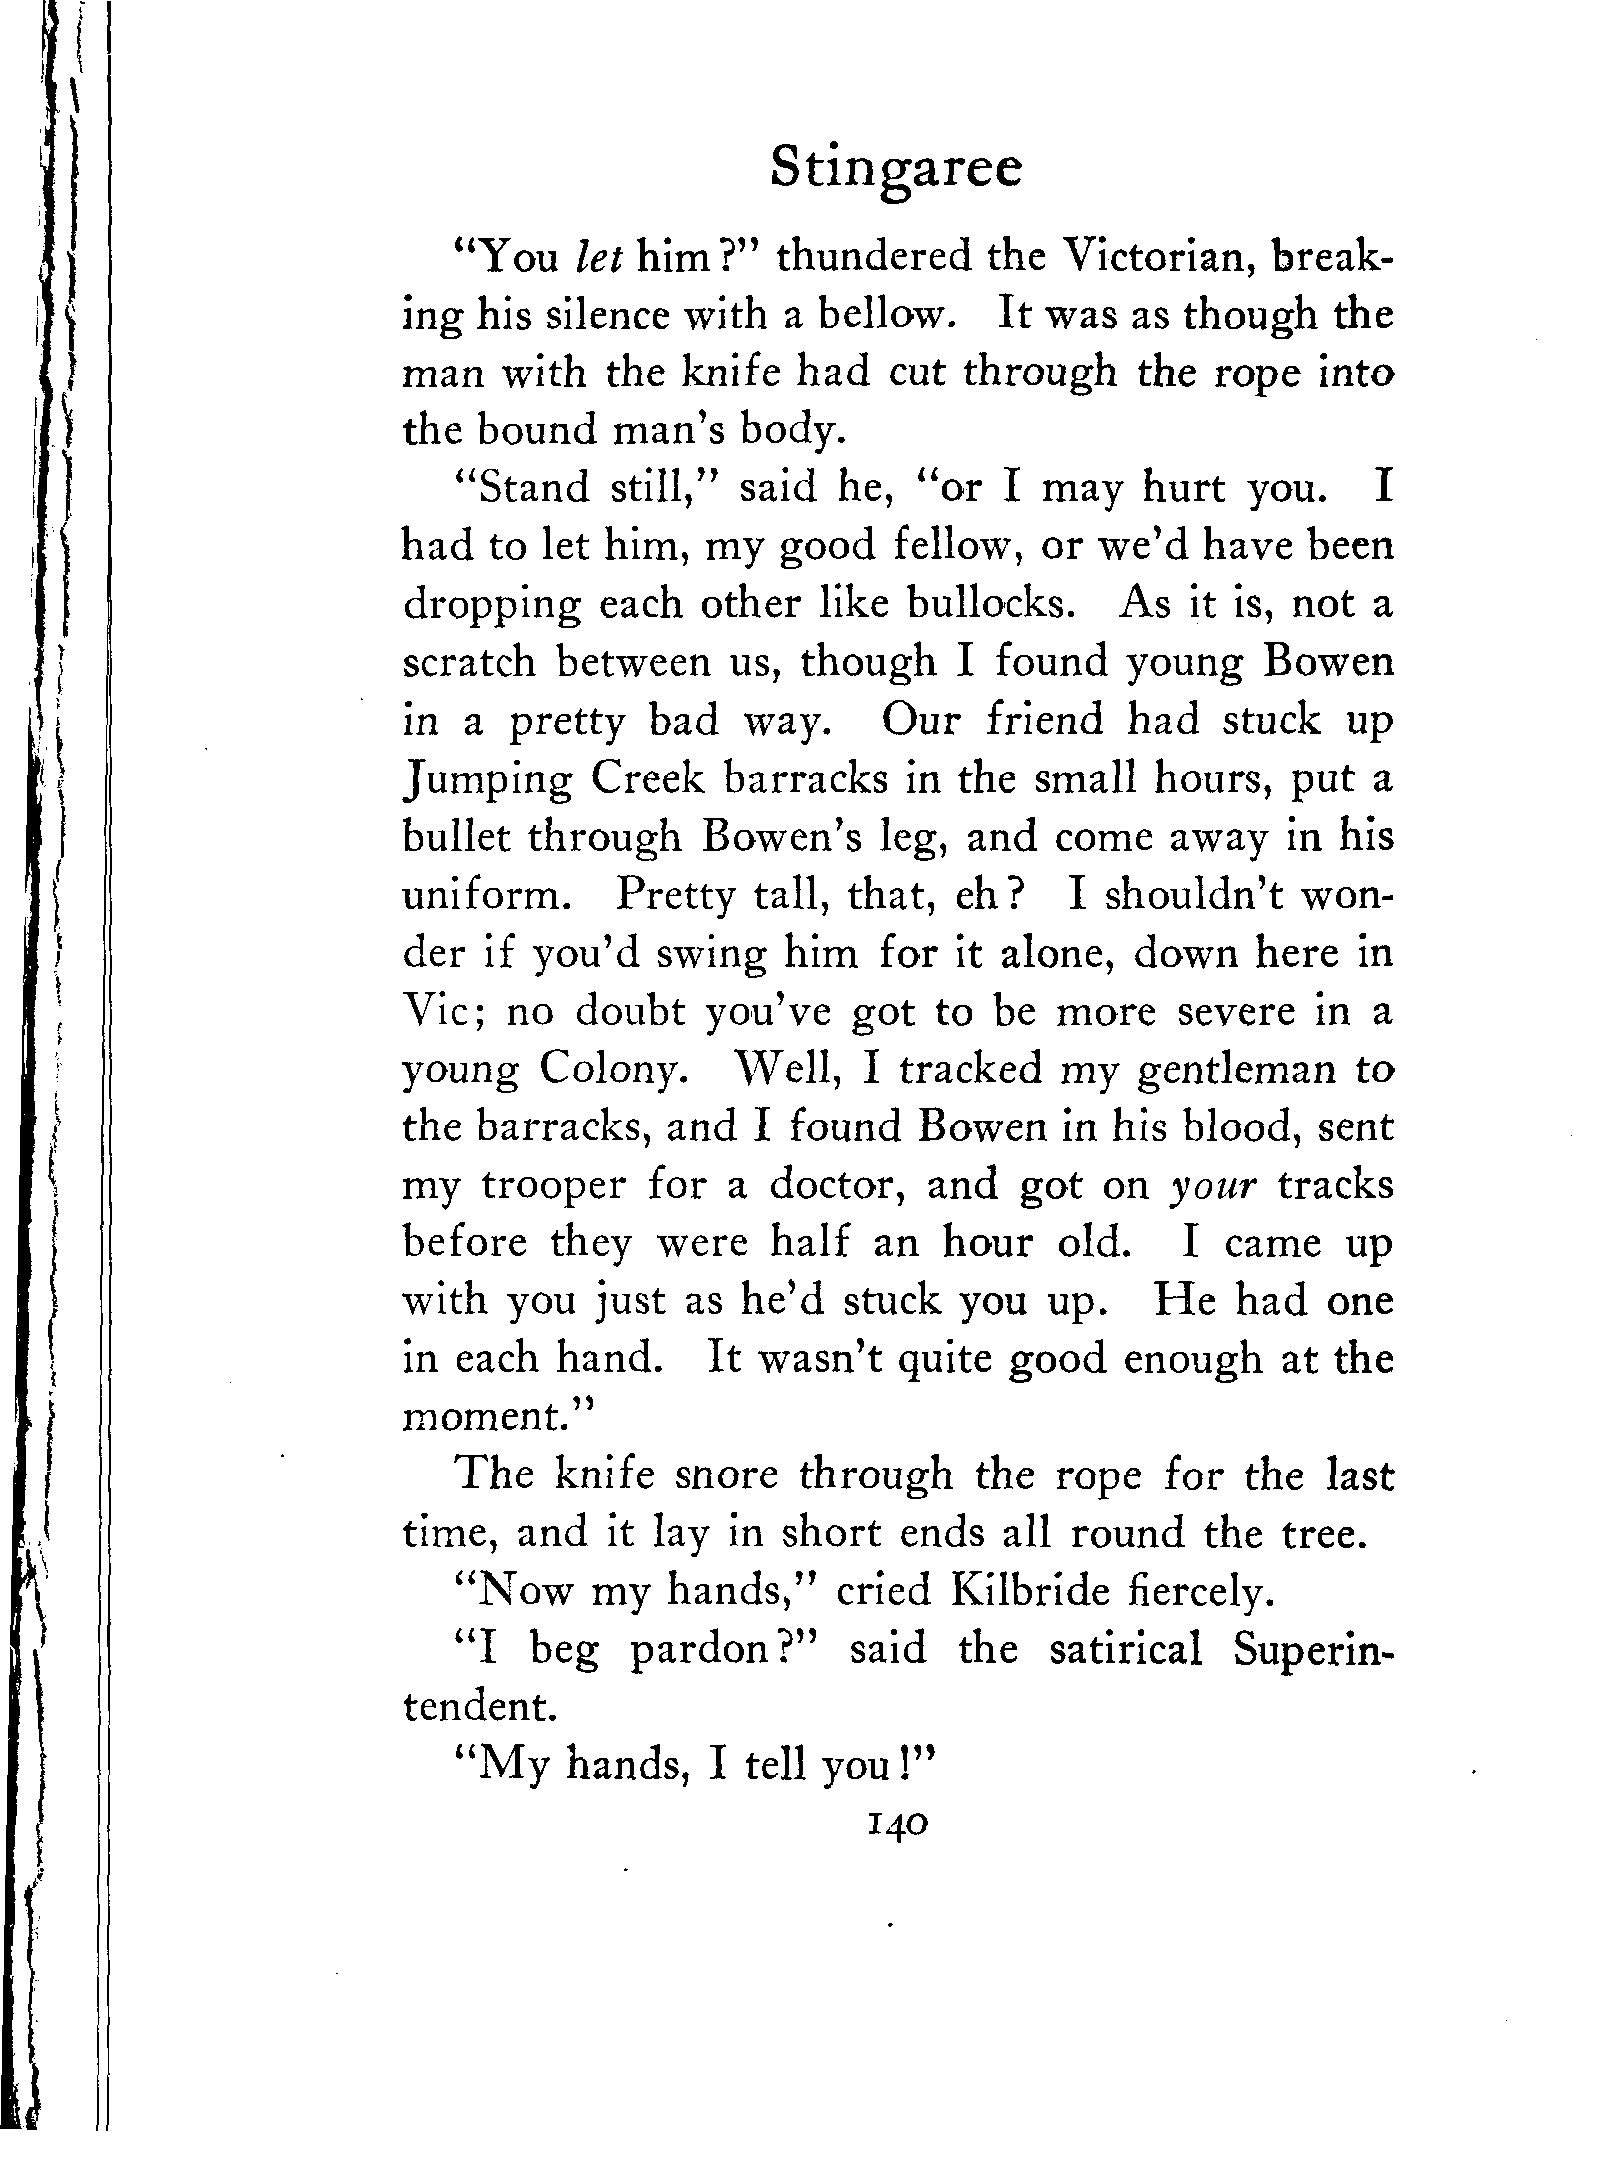 Stingaree
“You let him?” thundered the Victorian, break-
ing his silence with a bellow. It was as though the
man with the knife had cut through the rope into
the bound man’s body.
“Stand still,” said he, “or I may hurt you. I
had to let him, my good fellow, or we’d have been
dropping each other like bullocks. As it is, not a
scratch between us, though I found young Bowen
in a pretty bad way. Our friend had stuck up
Jumping Creek barracks in the small hours, put a
bullet through Bowen’s leg, and come away in his
uniform. Pretty tall, that, eh? I shouldn’t won-
der if you’d swing him for it alone, down here in
Vic; no doubt you’ve got to be more severe in a
young Colony. Well, I tracked my gentleman to
the barracks, and I found Bowen in his blood, sent
my trooper for a doctor, and got on your tracks
before they were half an hour old. I came up
with you just as he’d stuck you up. He had one
in each hand. It wasn’t quite good enough at the
moment.”
The knife snore through the rope for the last
time, and it lay in short ends all round the tree.
“Now my hands,” cried Kilbride fiercely.
“I beg pardon?” said the satirical Superin-
tendent.
“My hands, I tell you!”
140